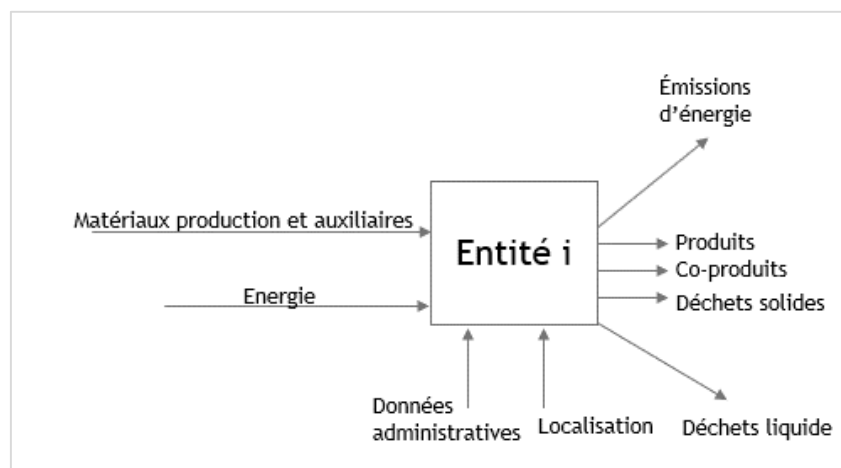 Émissions
d’énergie
Matériaux production et auxiliaires
Entité i
Produits
Co-produits
Energie
Déchets solides
Données
administratives
Localisation
Déchets liquide